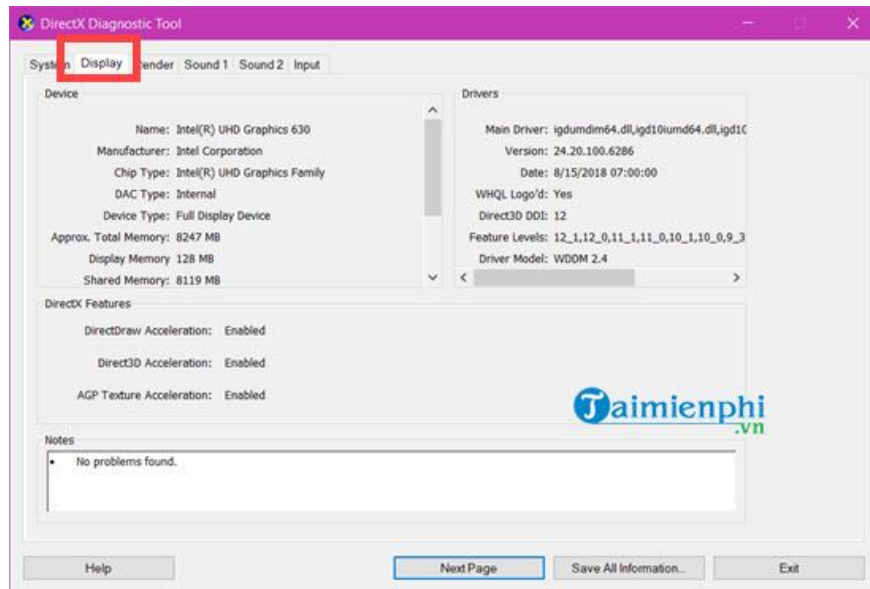 DirectX Diagnostic Tool
System Display Render Sound 1 Sound 2 Input
Device
Name: Intel(R) UHD Graphics 630
Manufacturer: Intel Corporation
Chip Type: Intel(R) UHD Graphics Family
DAC Type: Internal
Device Type: Full Display Device
Approx. Total Memory: 8247 MB
Display Memory 128 MB
Shared Memory: 8119 MB
Drivers
Main Driver: igdumdim64.dll,igd10iumd64.dll,igd10
Version: 24.20.100.6286
Date: 8/15/2018 07:00:00
WHQL Logo'd: Yes
Direct3D DDI: 12
Feature Levels: 12_1,12_0,11_1,11_0,10_1,10_0,9_3
Driver Model: WDDM 2.4
DirectX Features
DirectDraw Acceleration: Enabled
Direct3D Acceleration: Enabled
AGP Texture Acceleration: Enabled
Taimienphi
.vn
Notes
• No problems found.
Help Next Page Save All Information... Exit